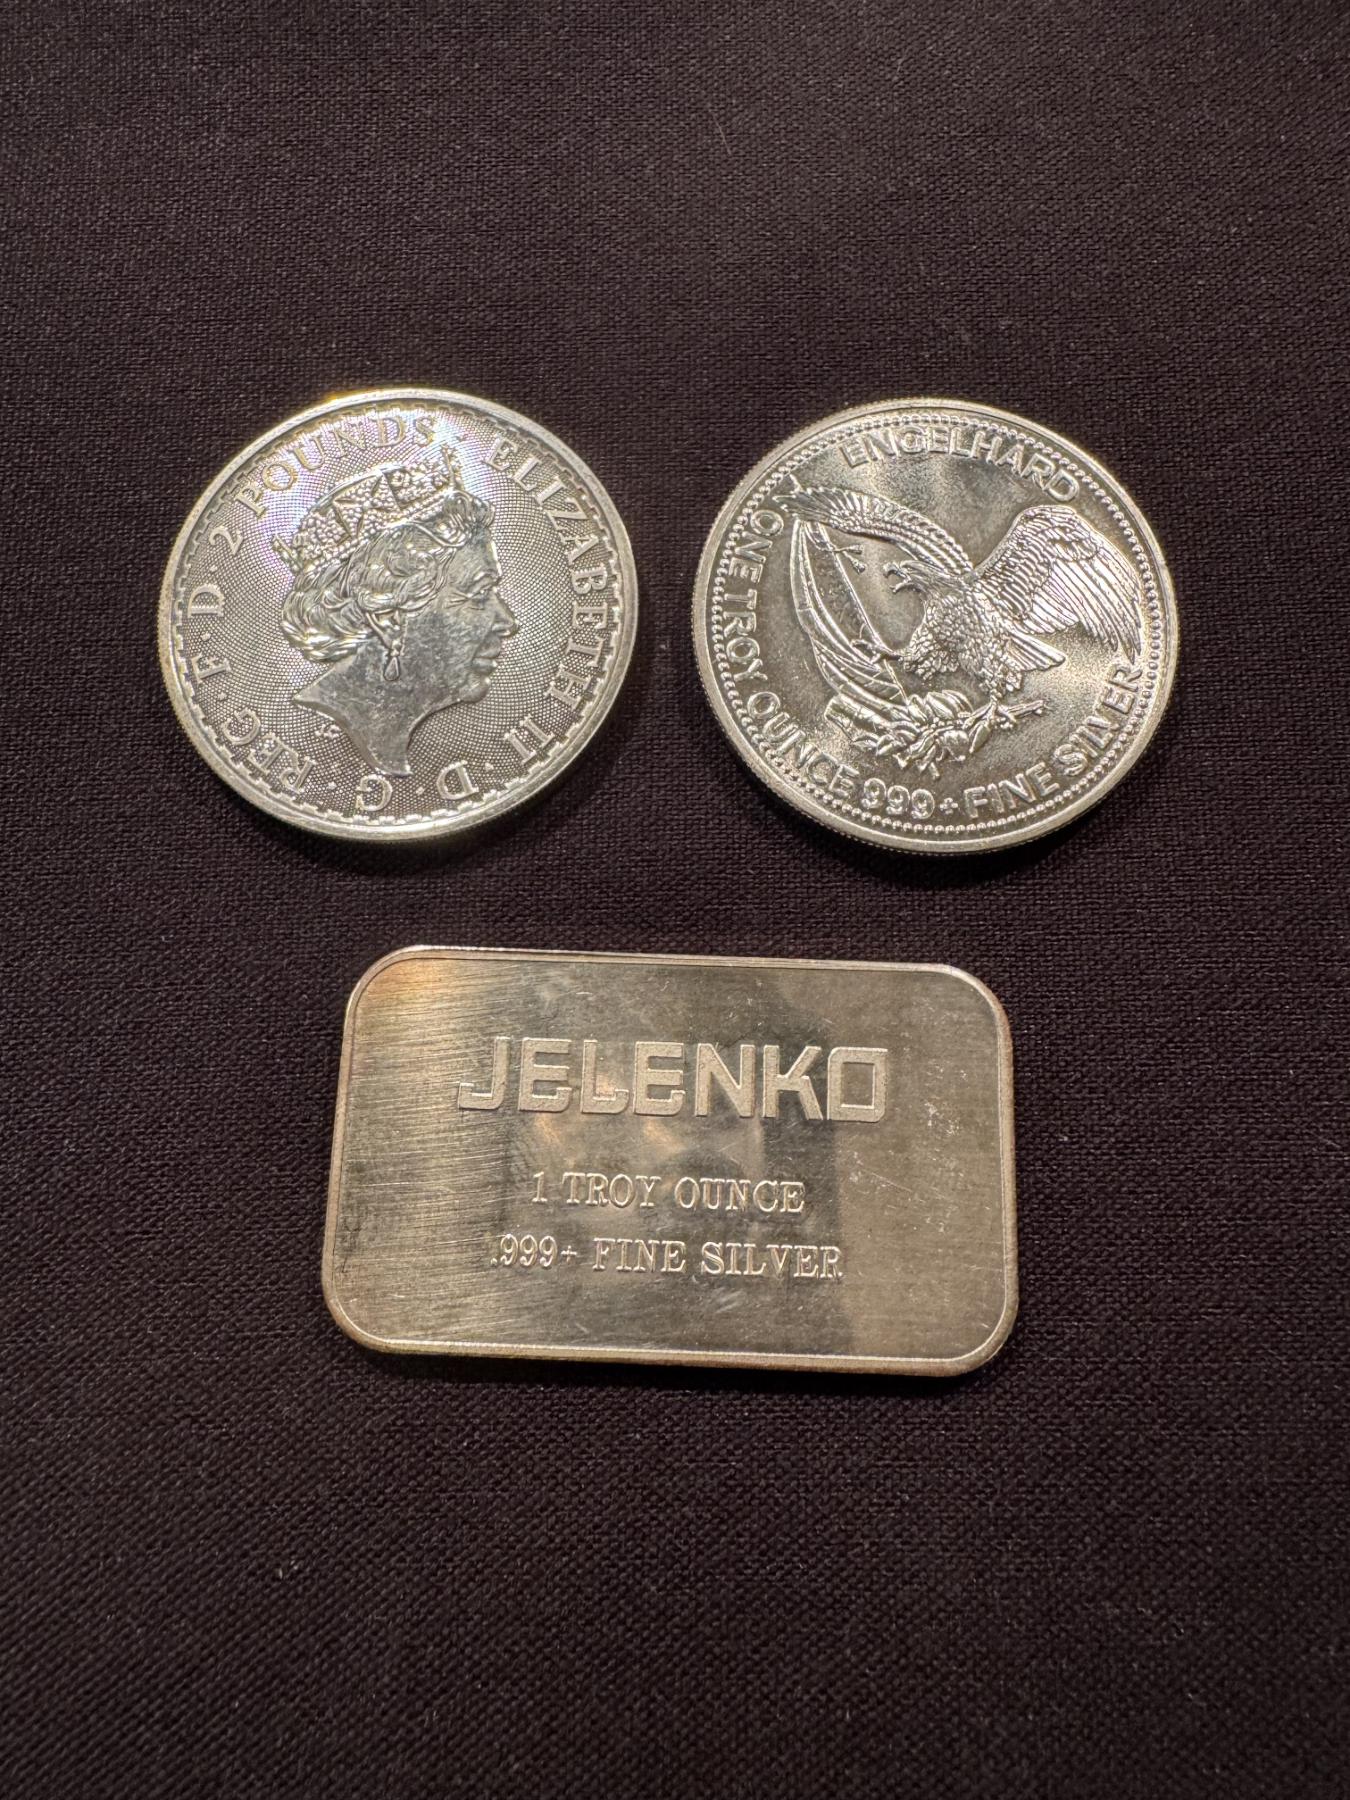 ELIZABETH II · D · G · REG · F · D · 2 POUNDS ·
ENGELHARD
ONE TROY OUNCE 999+ FINE SILVER
JELENKO
1 TROY OUNCE
.999+ FINE SILVER